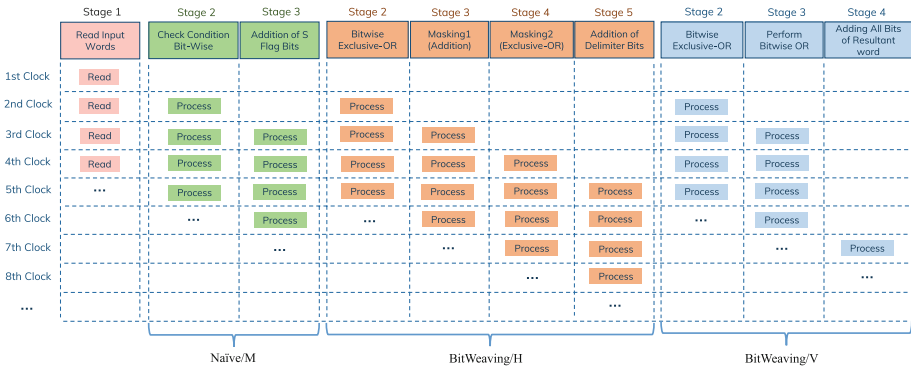 Stage 1 Stage 2 Stage 3 Stage 2 Stage 3 Stage 4 Stage 5 Stage 2 Stage 3 Stage 4
Read Input Words
Check Condition Bit-Wise
Addition of S Flag Bits
Bitwise Exclusive-OR
Masking1 (Addition)
Masking2 (Exclusive-OR)
Addition of Delimiter Bits
Bitwise Exclusive-OR
Perform Bitwise OR
Adding All Bits of Resultant word
1st Clock Read
2nd Clock Read Process Process Process
3rd Clock Read Process Process Process Process Process Process
4th Clock Read Process Process Process Process Process Process Process
5th Clock ... Process Process Process Process Process Process Process Process
6th Clock ... Process ... Process Process Process ... Process
7th Clock ... ... Process Process ... Process
8th Clock ... Process ...
... ...
Naïve/M BitWeaving/H BitWeaving/V